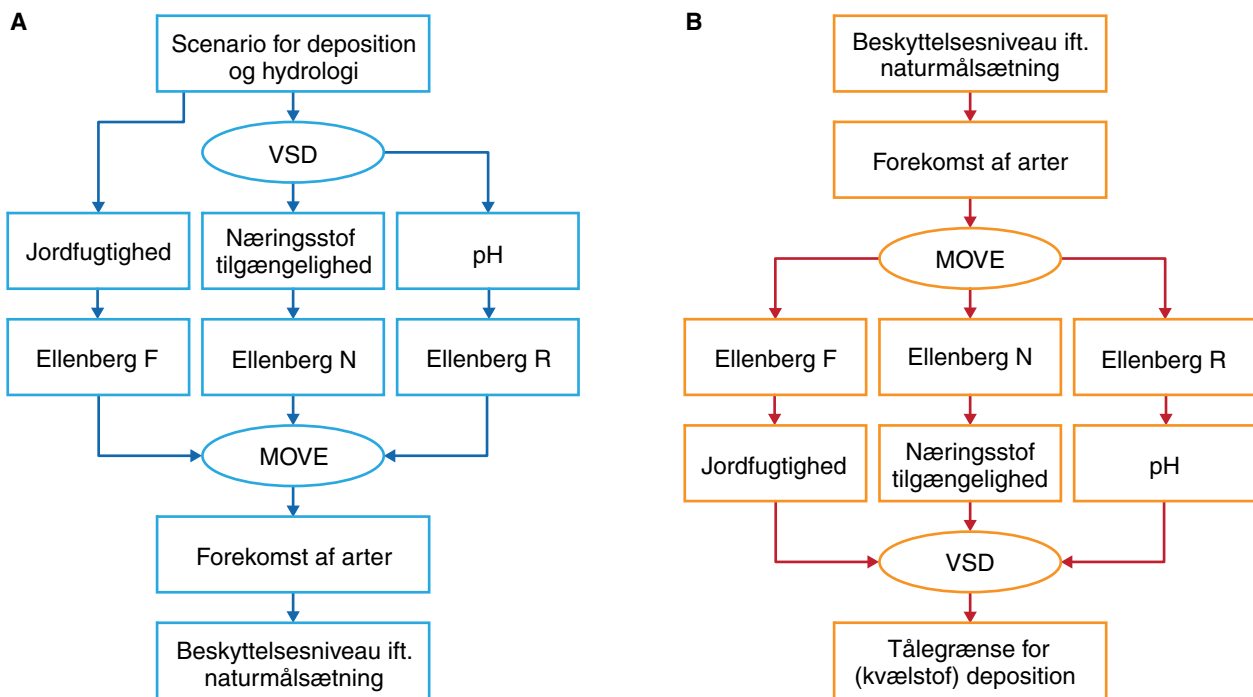 A
Scenario for deposition
og hydrologi
VSD
Jordfugtighed
Næringsstof
tilgængelighed
pH
Ellenberg F
Ellenberg N
Ellenberg R
MOVE
Forekomst af arter
Beskyttelsesniveau ift.
naturmålsætning
B
Beskyttelsesniveau ift.
naturmålsætning
Forekomst af arter
MOVE
Ellenberg F
Ellenberg N
Ellenberg R
Jordfugtighed
Næringsstof
tilgængelighed
pH
VSD
Tålegrænse for
(kvælstof) deposition